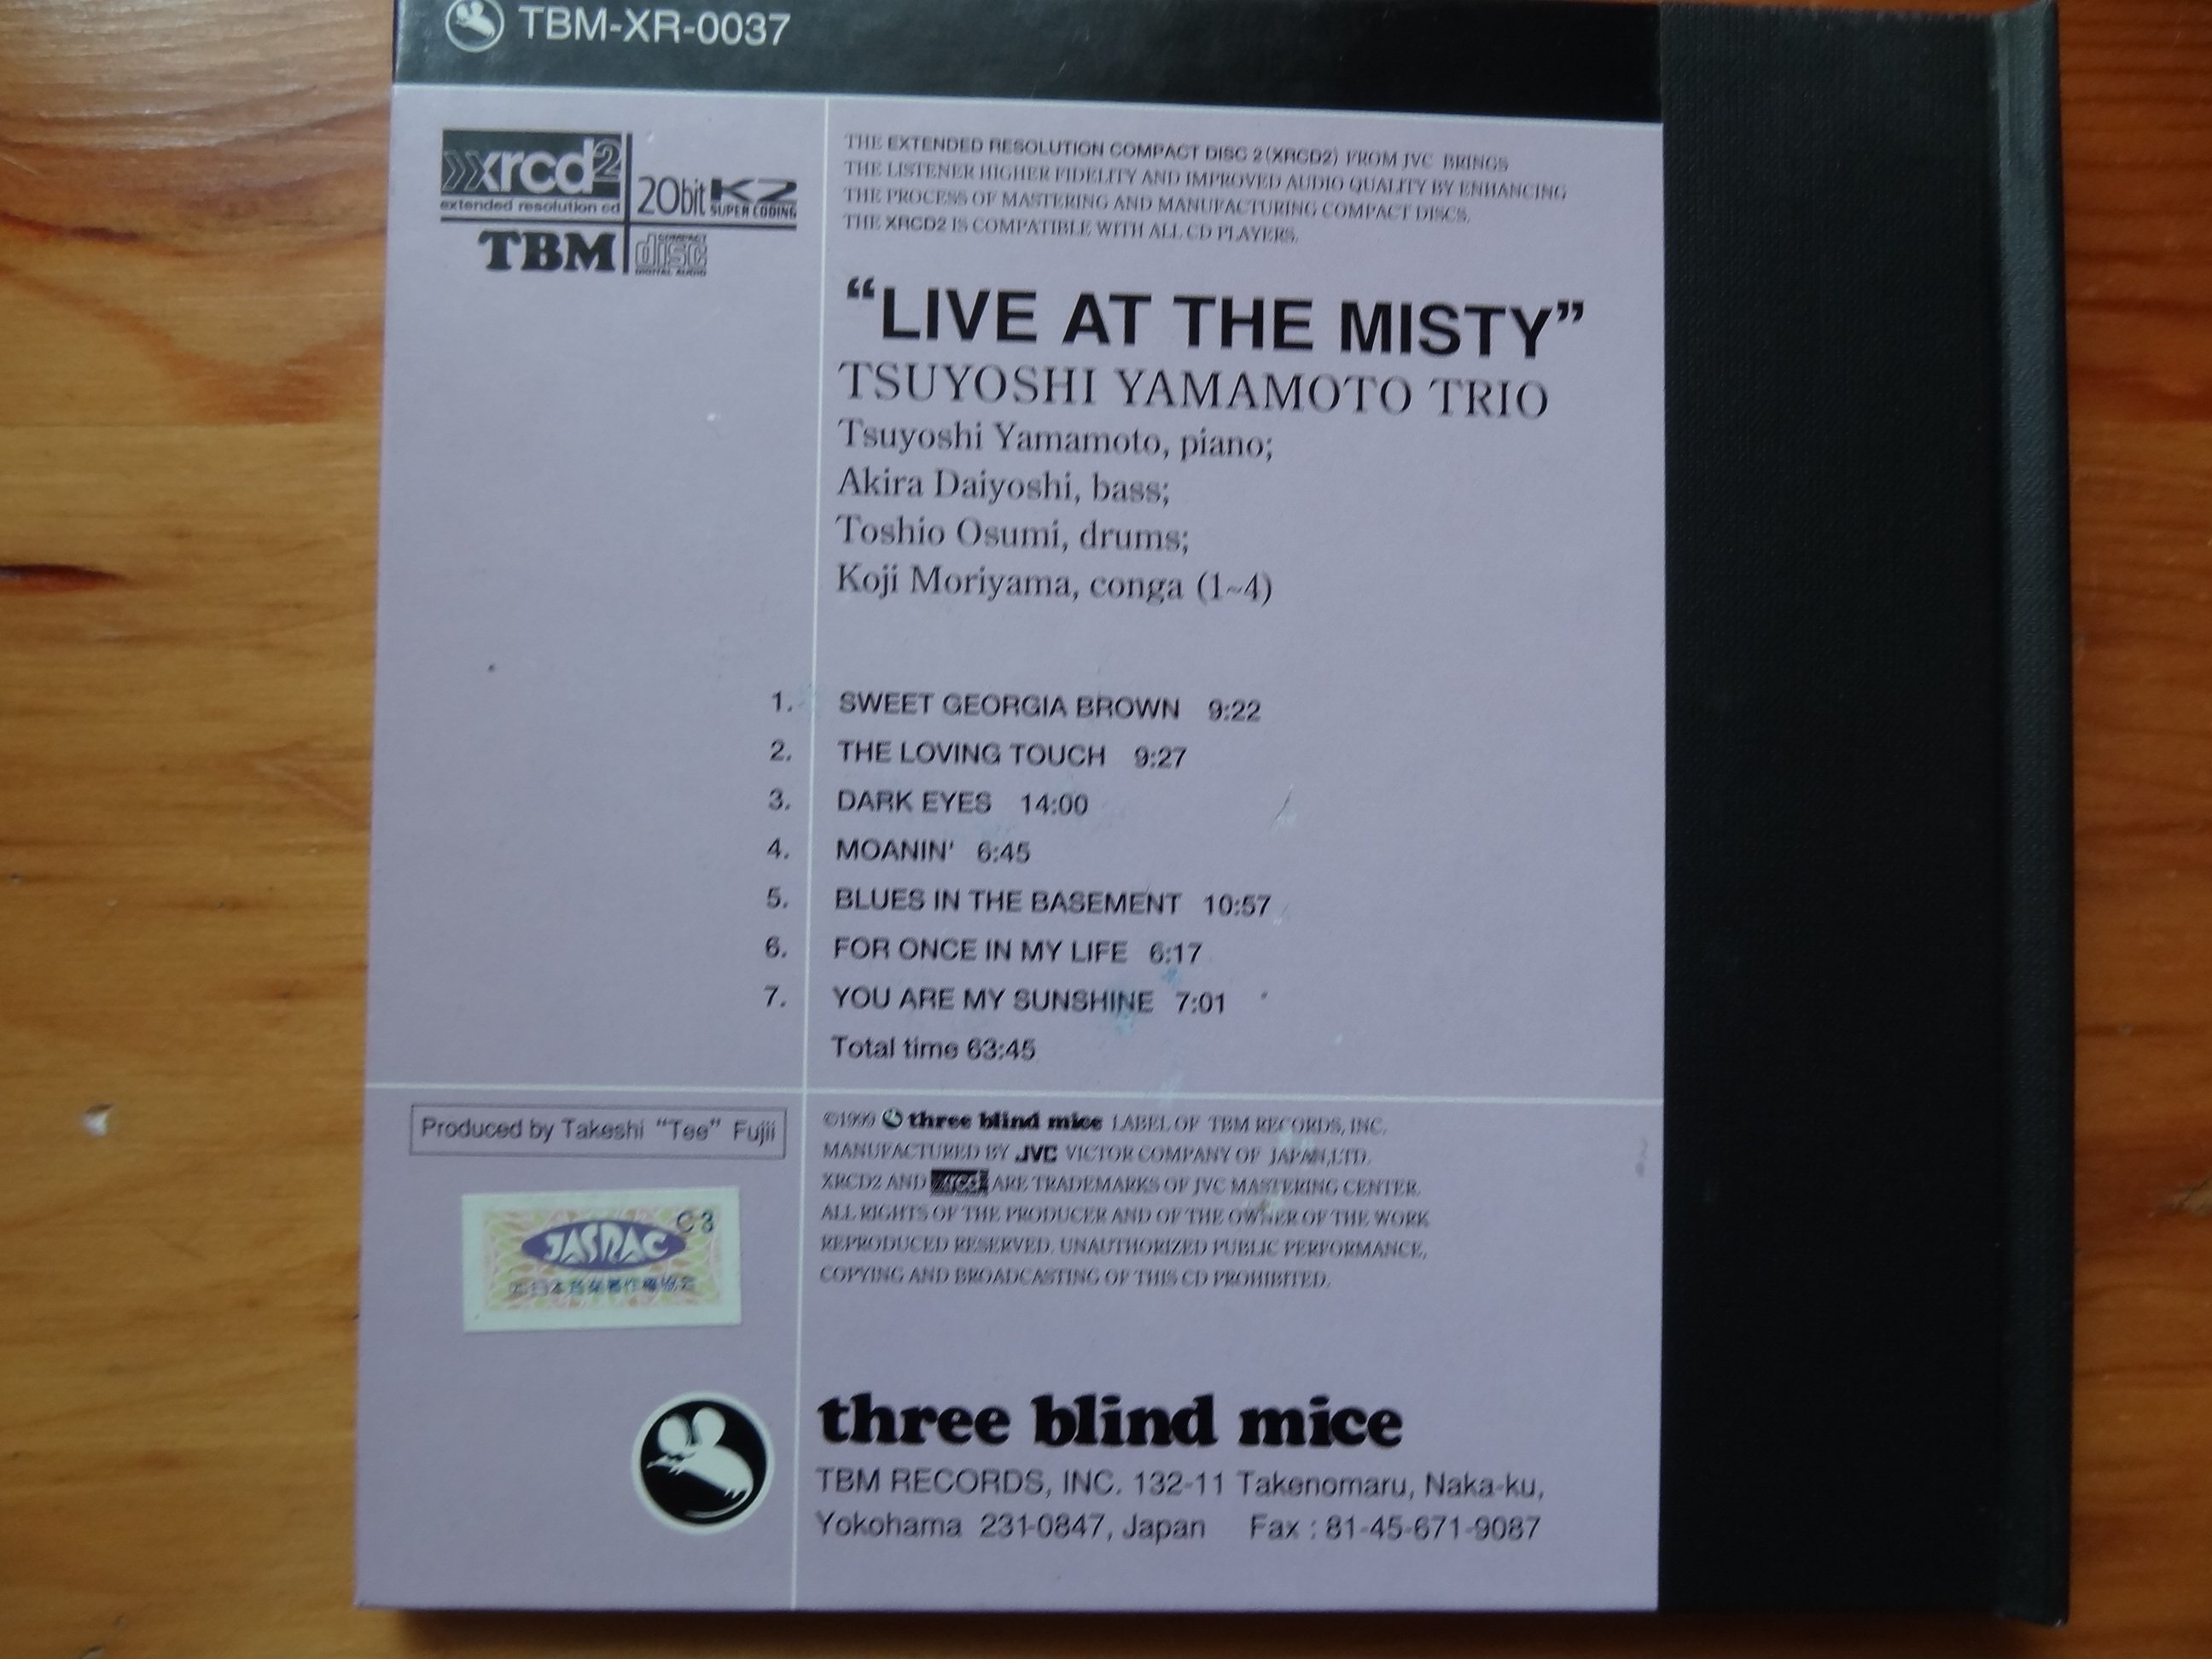 TBM-XR-0037
xrcd2
extended resolution cd
20bit K2
SUPER CODING
TBM
COMPACT
disc
DIGITAL AUDIO
THE EXTENDED RESOLUTION COMPACT DISC 2 (XRCD2) FROM JVC BRINGS
THE LISTENER HIGHER FIDELITY AND IMPROVED AUDIO QUALITY BY ENHANCING
THE PROCESS OF MASTERING AND MANUFACTURING COMPACT DISCS.
THE XRCD2 IS COMPATIBLE WITH ALL CD PLAYERS.
“LIVE AT THE MISTY”
TSUYOSHI YAMAMOTO TRIO
Tsuyoshi Yamamoto, piano;
Akira Daiyoshi, bass;
Toshio Osumi, drums;
Koji Moriyama, conga (1~4)
1. SWEET GEORGIA BROWN 9:22
2. THE LOVING TOUCH 9:27
3. DARK EYES 14:00
4. MOANIN' 6:45
5. BLUES IN THE BASEMENT 10:57
6. FOR ONCE IN MY LIFE 6:17
7. YOU ARE MY SUNSHINE 7:01
Total time 63:45
Produced by Takeshi “Tee” Fujii
©1999 three blind mice LABEL OF TBM RECORDS, INC.
MANUFACTURED BY JVC VICTOR COMPANY OF JAPAN,LTD.
XRCD2 AND xrcd ARE TRADEMARKS OF JVC MASTERING CENTER.
ALL RIGHTS OF THE PRODUCER AND OF THE OWNER OF THE WORK
REPRODUCED RESERVED. UNAUTHORIZED PUBLIC PERFORMANCE,
COPYING AND BROADCASTING OF THIS CD PROHIBITED.
C-3
JASRAC
日本音楽著作権協会
three blind mice
TBM RECORDS, INC. 132-11 Takenomaru, Naka-ku,
Yokohama 231-0847, Japan Fax : 81-45-671-9087